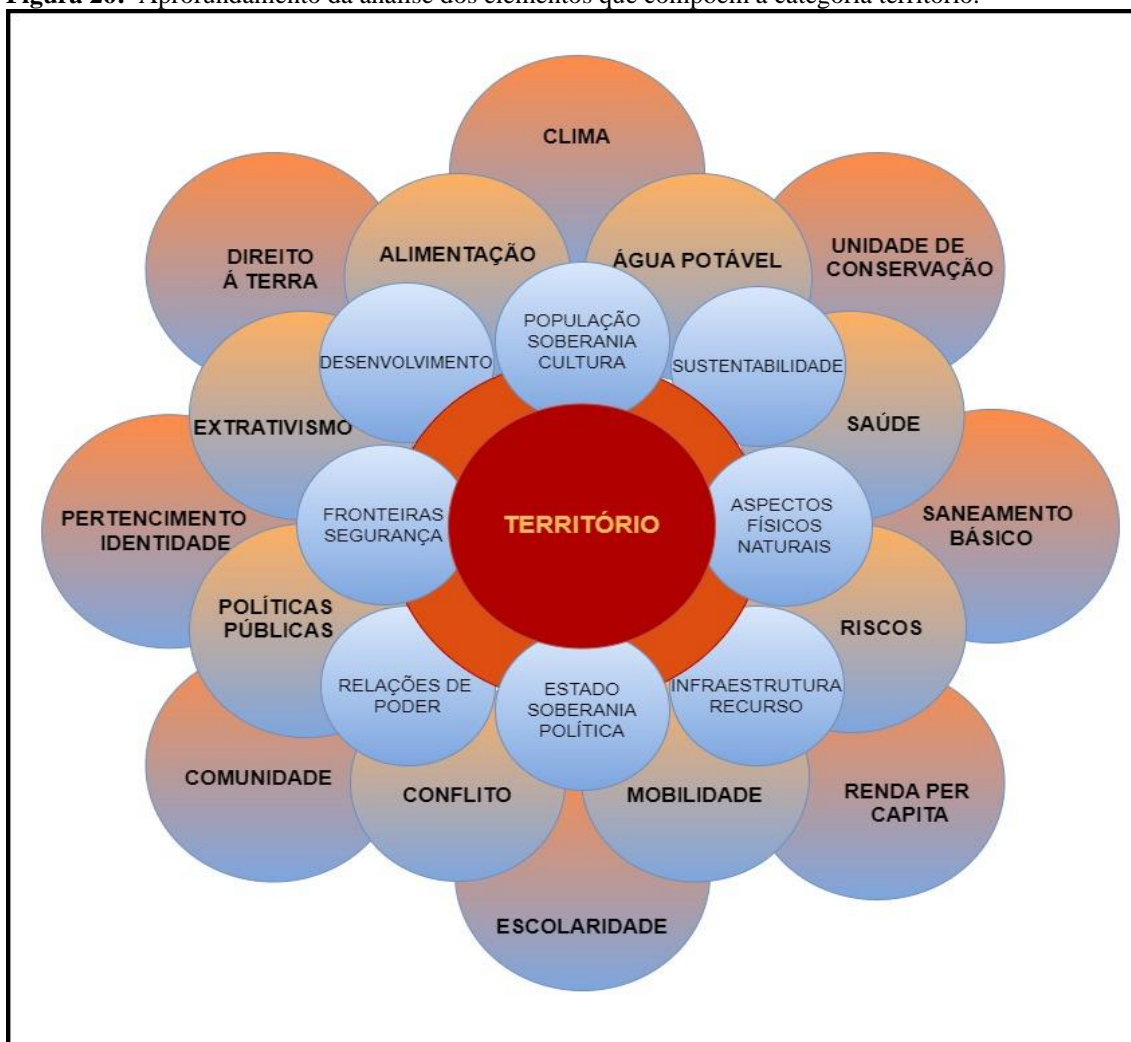 Figura 20: Aprofundamento da análise dos elementos que compõem a categoria território.
CLIMA
DIREITO
Á TERRA
ALIMENTAÇÃO
ÁGUA POTÁVEL
UNIDADE DE
CONSERVAÇÃO
DESENVOLVIMENTO
POPULAÇÃO
SOBERANIA
CULTURA
SUSTENTABILIDADE
EXTRATIVISMO
SAÚDE
PERTENCIMENTO
IDENTIDADE
FRONTEIRAS
SEGURANÇA
TERRITÓRIO
ASPECTOS
FÍSICOS
NATURAIS
SANEAMENTO
BÁSICO
POLÍTICAS
PÚBLICAS
RISCOS
RELAÇÕES DE
PODER
ESTADO
SOBERANIA
POLÍTICA
INFRAESTRUTURA
RECURSO
COMUNIDADE
CONFLITO
MOBILIDADE
RENDA PER
CAPITA
ESCOLARIDADE